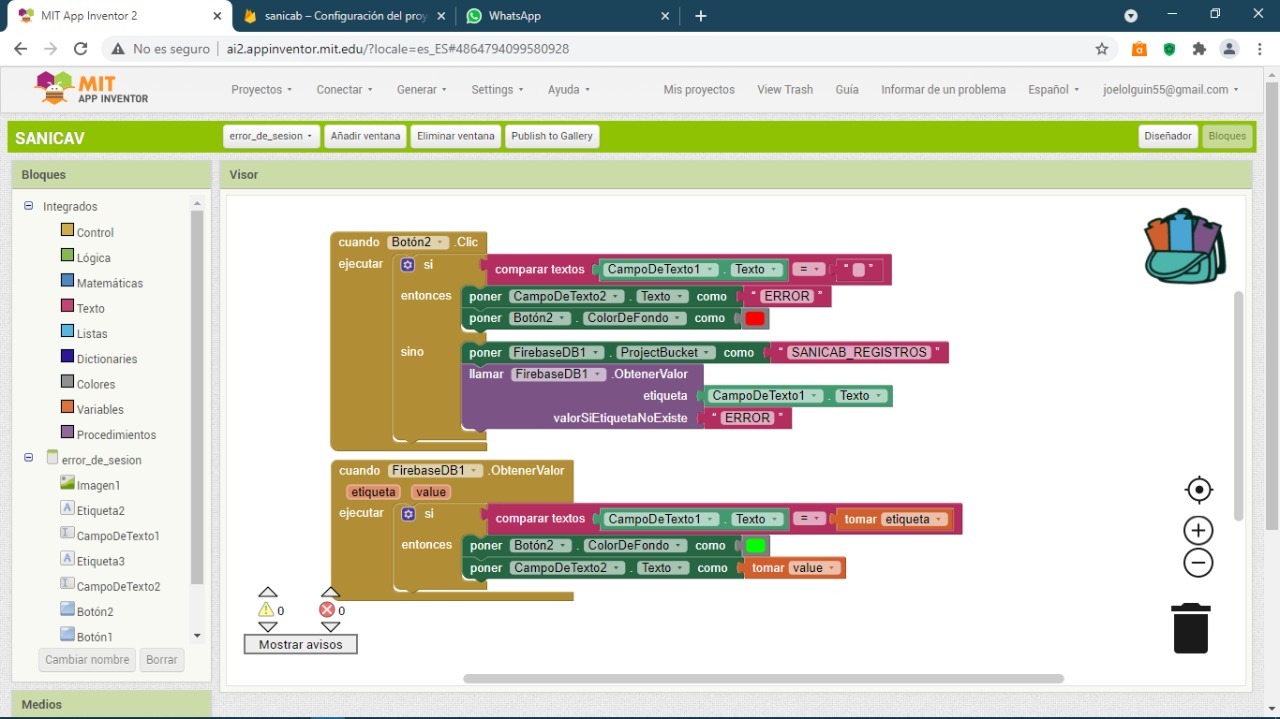 MIT App Inventor 2
sanicab – Configuración del proy
WhatsApp
No es seguro
ai2.appinventor.mit.edu/?locale=es_ES#4864794099580928
MIT
APP INVENTOR
Proyectos
Conectar
Generar
Settings
Ayuda
Mis proyectos
View Trash
Guía
Informar de un problema
Español
joelolguin55@gmail.com
SANICAV
error_de_sesion
Añadir ventana
Eliminar ventana
Publish to Gallery
Diseñador
Bloques
Bloques
Integrados
Control
Lógica
Matemáticas
Texto
Listas
Dictionaries
Colores
Variables
Procedimientos
error_de_sesion
Imagen1
Etiqueta2
CampoDeTexto1
Etiqueta3
CampoDeTexto2
Botón2
Botón1
Cambiar nombre
Borrar
Medios
Visor
cuando Botón2 .Clic
ejecutar si comparar textos CampoDeTexto1 . Texto = “ ”
entonces poner CampoDeTexto2 . Texto como “ ERROR ”
poner Botón2 . ColorDeFondo como
sino poner FirebaseDB1 . ProjectBucket como “ SANICAB_REGISTROS ”
llamar FirebaseDB1 .ObtenerValor
etiqueta CampoDeTexto1 . Texto
valorSiEtiquetaNoExiste “ ERROR ”
cuando FirebaseDB1 .ObtenerValor
etiqueta value
ejecutar si comparar textos CampoDeTexto1 . Texto = tomar etiqueta
entonces poner Botón2 . ColorDeFondo como
poner CampoDeTexto2 . Texto como tomar value
0
0
Mostrar avisos